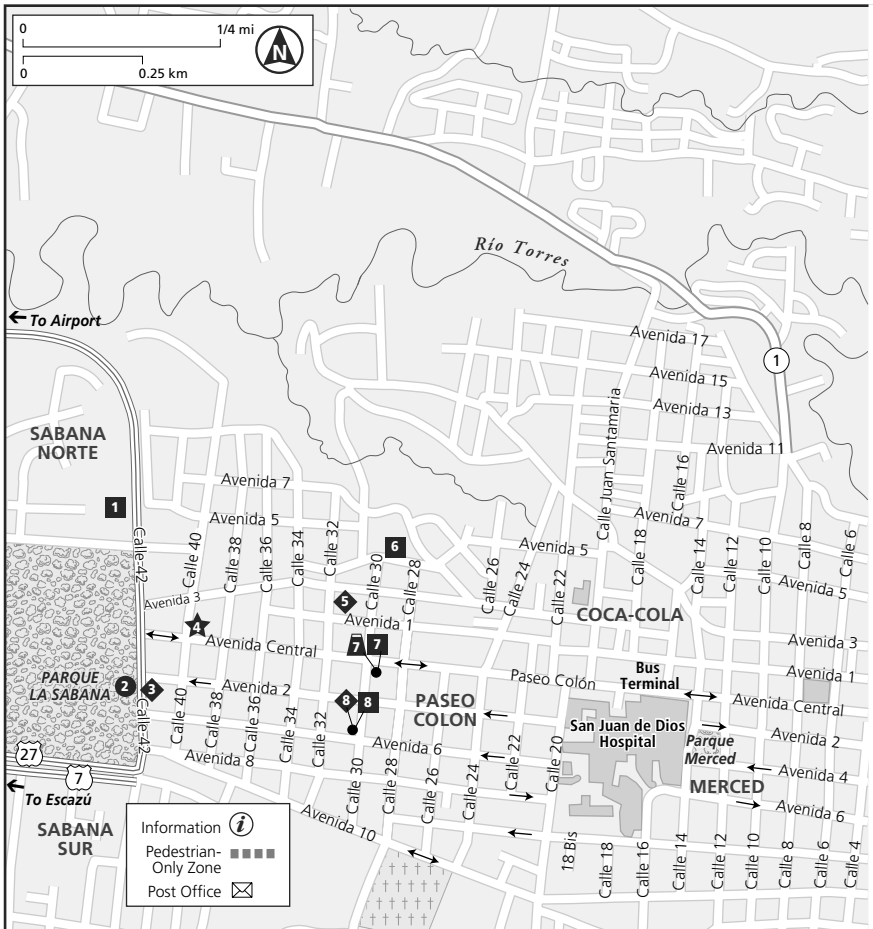 0 1/4 mi
0 0.25 km
N
Río Torres
To Airport
Avenida 17
1
Avenida 15
Avenida 13
Calle Juan Santamaria
SABANA
NORTE
Avenida 11
Calle 16
Avenida 7
1
Avenida 5
Avenida 7
Calle 8
Calle 6
Calle 42
Calle 40
Calle 38
Calle 36
Calle 34
Calle 32
Calle 30
6
Calle 28
Calle 26
Calle 24
Avenida 5
Calle 22
Calle 18
Calle 14
Calle 12
Calle 10
Avenida 5
Avenida 3
5
Avenida 1
COCA-COLA
4
Avenida Central
7
7
Avenida 3
Avenida 1
PARQUE
LA SABANA
2
3
Avenida 2
Paseo Colón
Bus
Terminal
Avenida Central
8
8
PASEO
COLON
San Juan de Dios
Hospital
Parque
Merced
Avenida 2
Calle 42
Calle 40
Calle 38
Calle 36
Calle 34
Calle 32
Avenida 6
Calle 22
Calle 20
Avenida 4
27
7
Avenida 8
Calle 30
Calle 28
Calle 26
Calle 24
MERCED
Avenida 6
To Escazú
SABANA
SUR
Avenida 10
18 Bis
Calle 18
Calle 16
Calle 14
Calle 12
Calle 10
Calle 8
Calle 6
Calle 4
Information i
Pedestrian-
Only Zone
Post Office